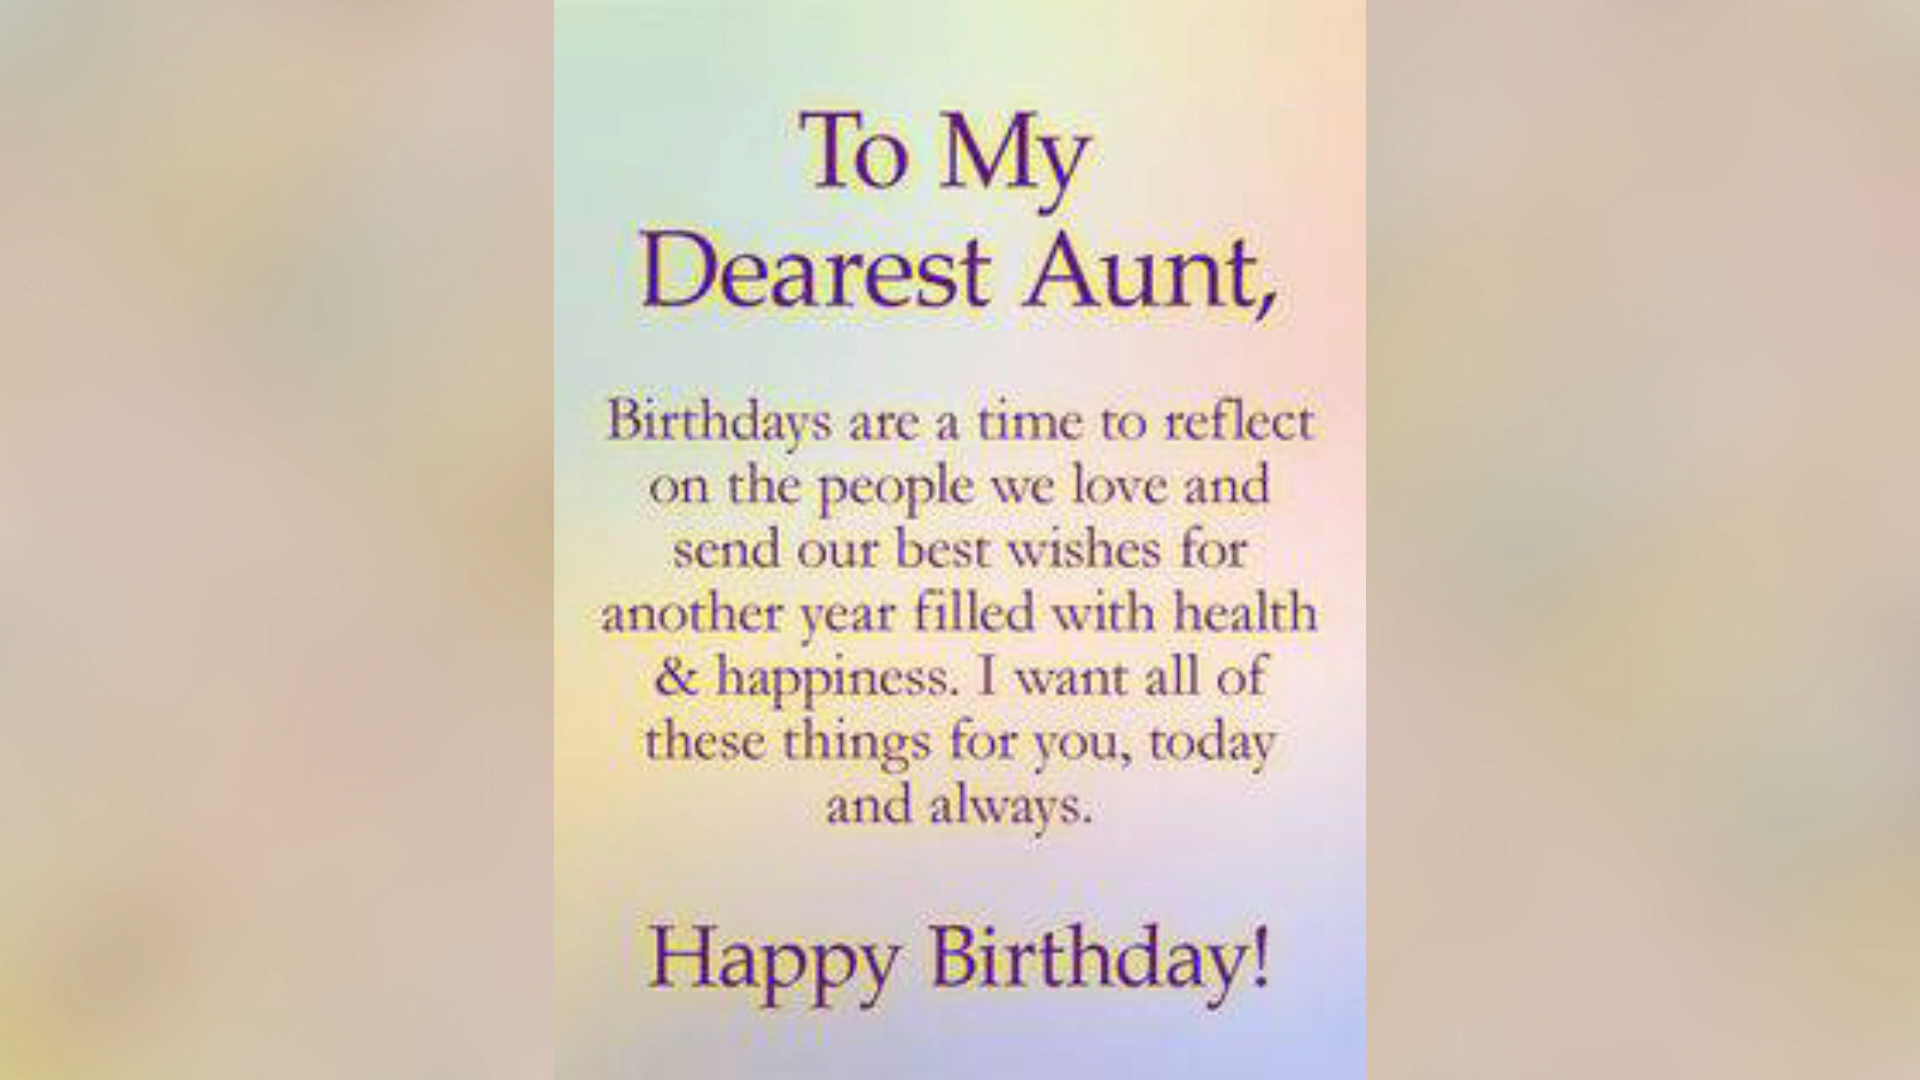 To My
Dearest Aunt,
Birthdays are a time to reflect
on the people we love and
send our best wishes for
another year filled with health
& happiness. I want all of
these things for you, today
and always.
Happy Birthday!